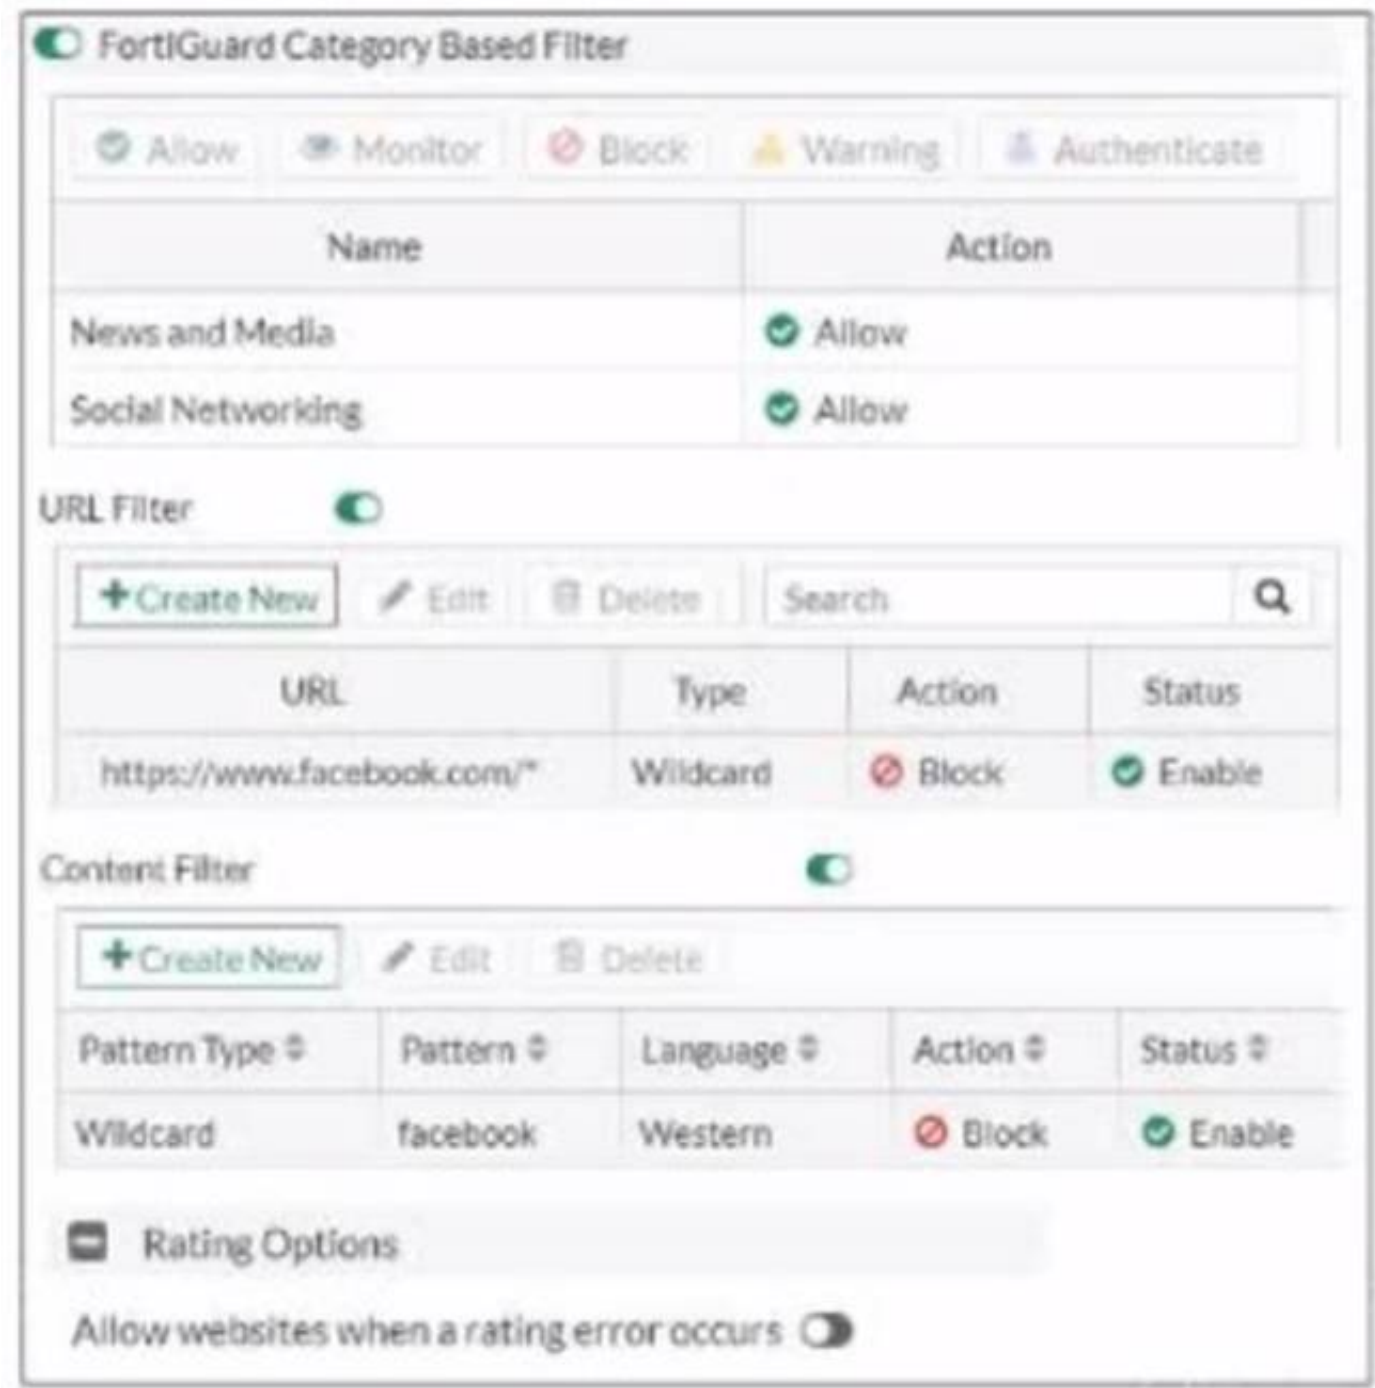 FortiGuard Category Based Filter
Allow Monitor Block Warning Authenticate
Name Action
News and Media Allow
Social Networking Allow
URL Filter
+Create New Edit Delete Search
URL Type Action Status
https://www.facebook.com/* Wildcard Block Enable
Content Filter
+Create New Edit Delete
Pattern Type Pattern Language Action Status
Wildcard facebook Western Block Enable
Rating Options
Allow websites when a rating error occurs